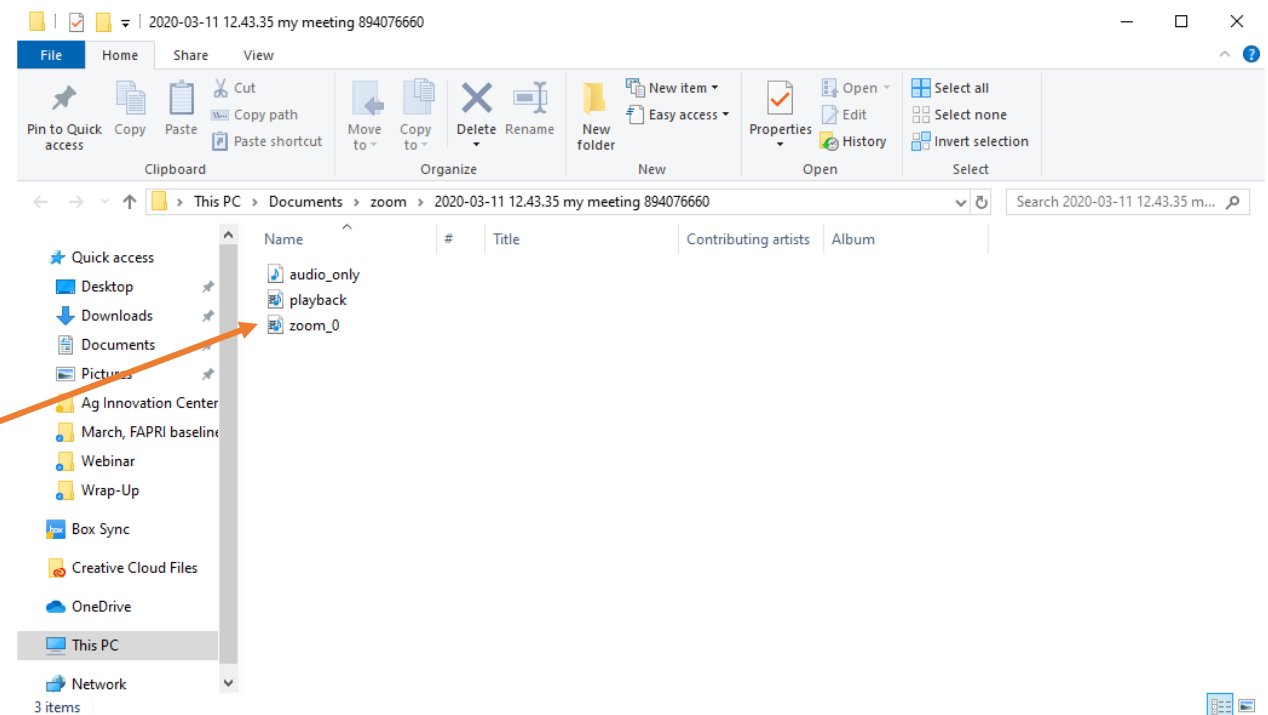 2020-03-11 12.43.35 my meeting 894076660
File Home Share View
Pin to Quick access
Copy
Paste
Cut
Copy path
Paste shortcut
Clipboard
Move to
Copy to
Delete
Rename
Organize
New folder
New item
Easy access
New
Properties
Open
Edit
History
Open
Select all
Select none
Invert selection
Select
This PC > Documents > zoom > 2020-03-11 12.43.35 my meeting 894076660
Search 2020-03-11 12.43.35 m...
Name # Title Contributing artists Album
Quick access
Desktop
Downloads
Documents
Pictures
Ag Innovation Center
March, FAPRI baseline
Webinar
Wrap-Up
Box Sync
Creative Cloud Files
OneDrive
This PC
Network
audio_only
playback
zoom_0
3 items